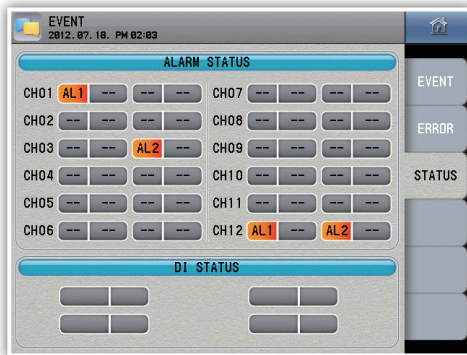 EVENT
2012.07.18. PM 02:03
ALARM STATUS
CH01 AL1 -- -- --
CH02 -- -- -- --
CH03 -- -- AL2 --
CH04 -- -- -- --
CH05 -- -- -- --
CH06 -- -- -- --
CH07 -- -- -- --
CH08 -- -- -- --
CH09 -- -- -- --
CH10 -- -- -- --
CH11 -- -- -- --
CH12 AL1 -- AL2 --
DI STATUS
EVENT
ERROR
STATUS